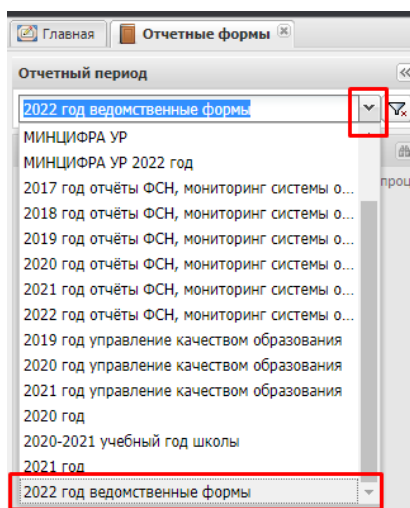 Главная
Отчетные формы
Отчетный период
2022 год ведомственные формы
МИНЦИФРА УР
МИНЦИФРА УР 2022 год
2017 год отчёты ФСН, мониторинг системы о...
2018 год отчёты ФСН, мониторинг системы о...
2019 год отчёты ФСН, мониторинг системы о...
2020 год отчёты ФСН, мониторинг системы о...
2021 год отчёты ФСН, мониторинг системы о...
2022 год отчёты ФСН, мониторинг системы о...
2019 год управление качеством образования
2020 год управление качеством образования
2021 год управление качеством образования
2020 год
2020-2021 учебный год школы
2021 год
2022 год ведомственные формы